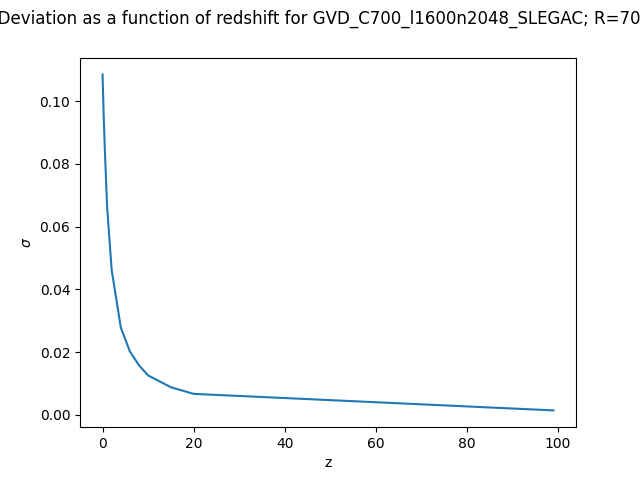 Deviation as a function of redshift for GVD_C700_l1600n2048_SLEGAC; R=70
0.10
0.08
0.06
0.04
0.02
0.00
σ
0 20 40 60 80 100
z